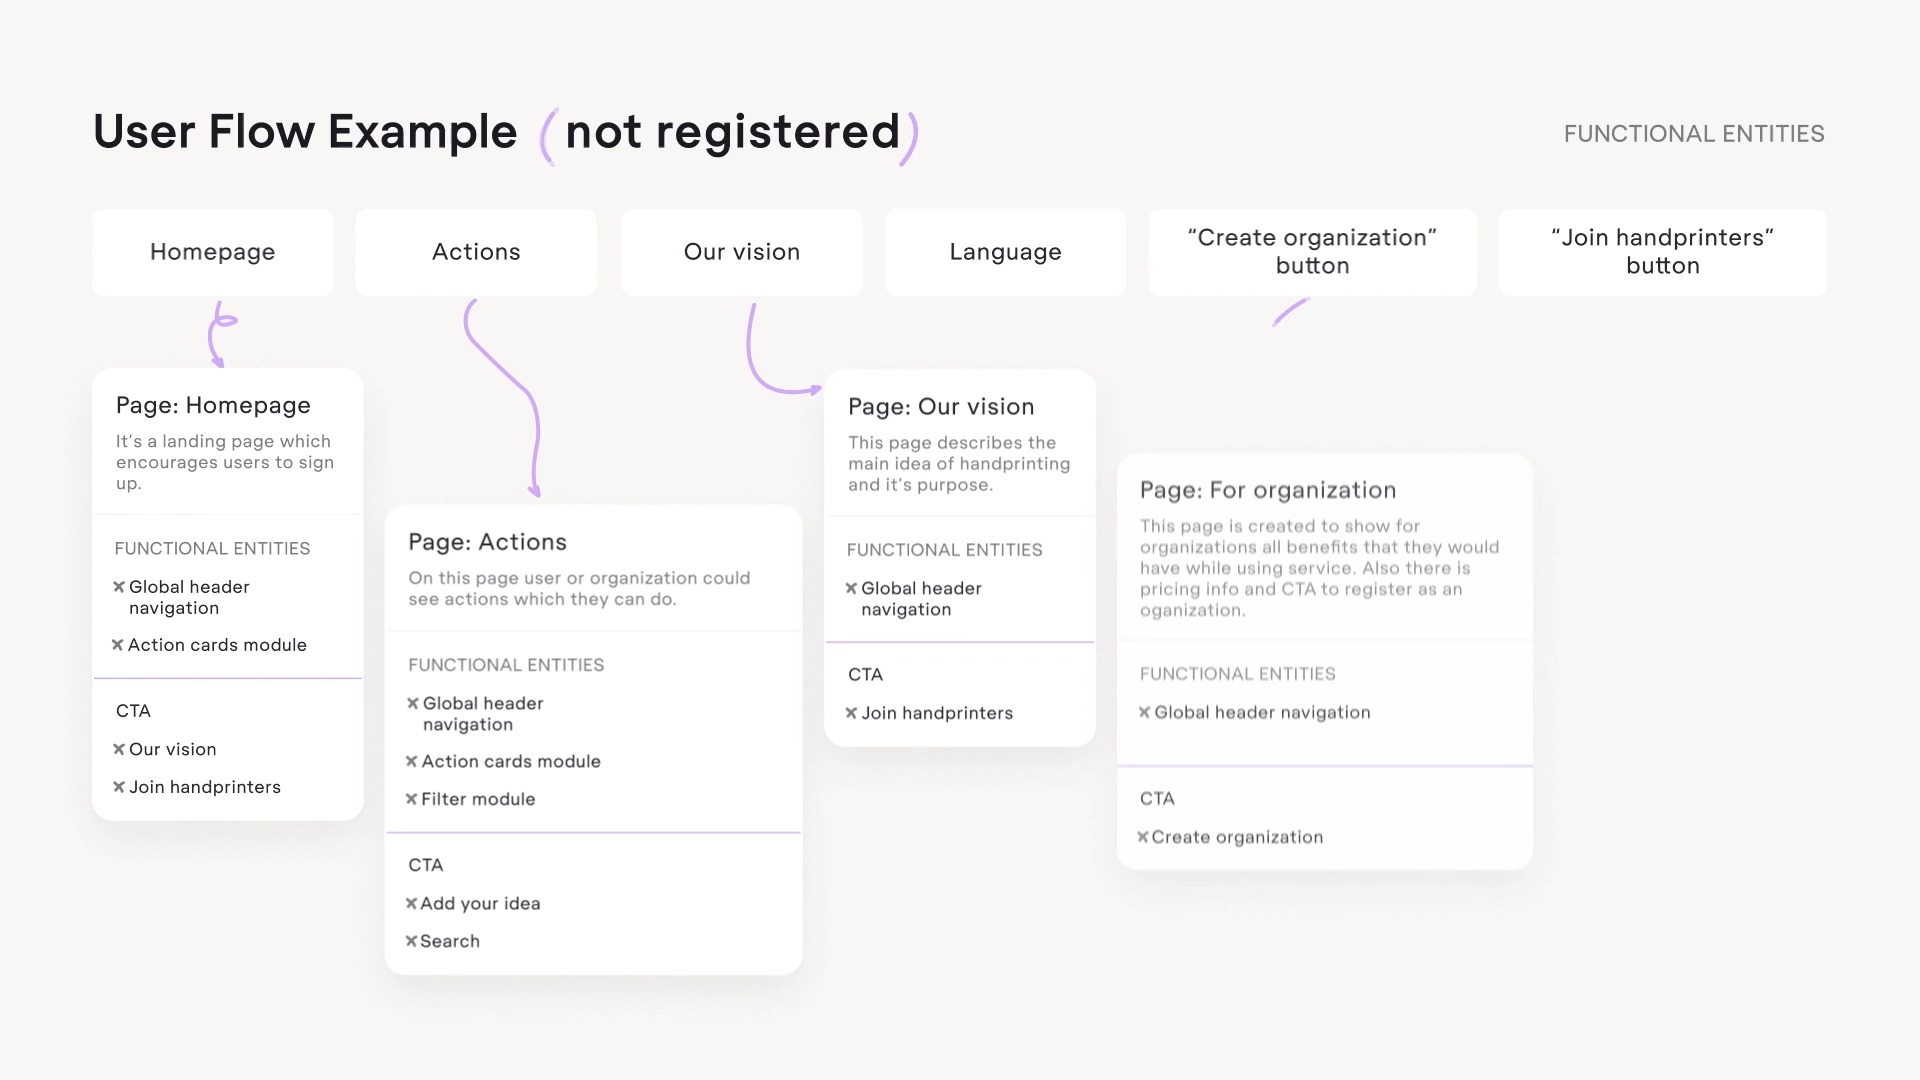 User Flow Example (not registered)
FUNCTIONAL ENTITIES
Homepage
Actions
Our vision
Language
“Create organization”
button
“Join handprinters”
button
Page: Homepage
It’s a landing page which
encourages users to sign
up.
FUNCTIONAL ENTITIES
Global header
navigation
Action cards module
CTA
Our vision
Join handprinters
Page: Actions
On this page user or organization could
see actions which they can do.
FUNCTIONAL ENTITIES
Global header
navigation
Action cards module
Filter module
CTA
Add your idea
Search
Page: Our vision
This page describes the
main idea of handprinting
and it’s purpose.
FUNCTIONAL ENTITIES
Global header
navigation
CTA
Join handprinters
Page: For organization
This page is created to show for
organizations all benefits that they would
have while using service. Also there is
pricing info and CTA to register as an
oganization.
FUNCTIONAL ENTITIES
Global header navigation
CTA
Create organization